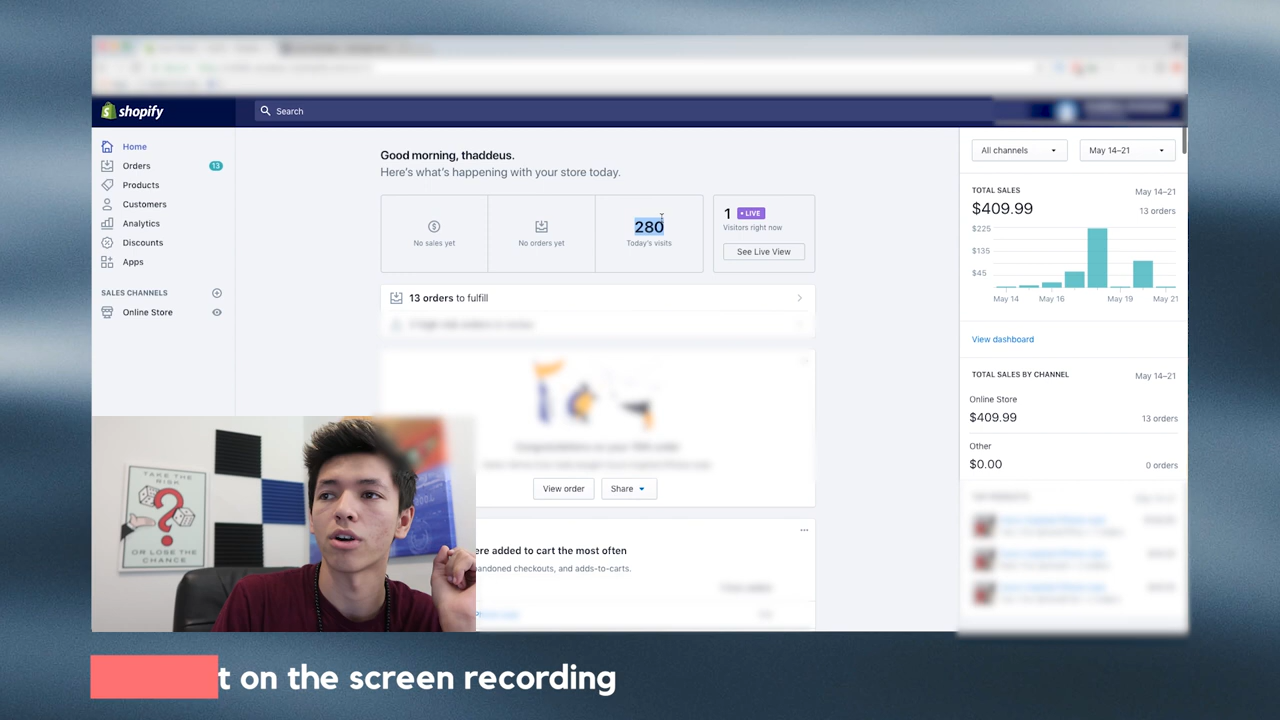 shopify
Search
Home
Orders
13
Products
Customers
Analytics
Discounts
Apps
SALES CHANNELS
Online Store
Good morning, thaddeus.
Here's what's happening with your store today.
No sales yet
No orders yet
280
Today's visits
1 • LIVE
Visitors right now
See Live View
13 orders to fulfill
View order
Share
ere added to cart the most often
andoned checkouts, and adds-to-carts.
All channels
May 14–21
TOTAL SALES
May 14–21
$409.99
13 orders
$225
$135
$45
May 14
May 16
May 19
May 21
View dashboard
TOTAL SALES BY CHANNEL
May 14–21
Online Store
$409.99
13 orders
Other
$0.00
0 orders
TAKE THE
RISK
OR LOSE THE
CHANCE
t on the screen recording